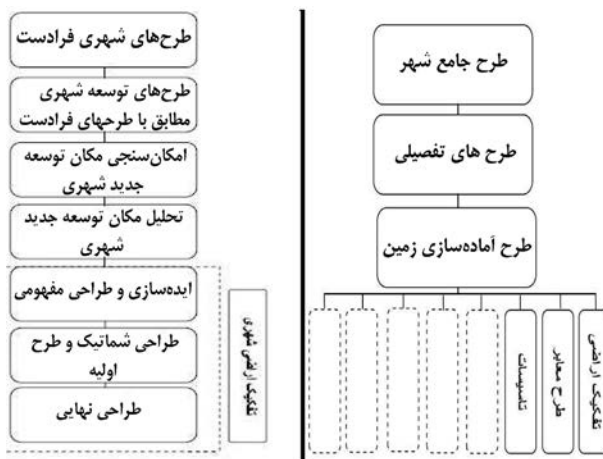 طرح جامع شهر
طرح های تفصیلی
طرح آماده‌سازی زمین
تفکیک اراضی
طرح معابر
تاسیسات
طرح‌های شهری فرادست
طرح‌های توسعه شهری
مطابق با طرحهای فرادست
امکان‌سنجی مکان توسعه
جدید شهری
تحلیل مکان توسعه جدید
شهری
ایده‌سازی و طراحی مفهومی
طراحی شماتیک و طرح
اولیه
طراحی نهایی
تفکیک اراضی شهری